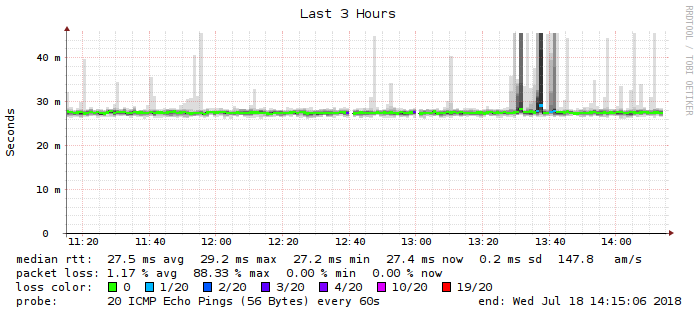 Last 3 Hours
RRDTOOL / TOBI OETIKER
Seconds
40 m
30 m
20 m
10 m
0
11:20 11:40 12:00 12:20 12:40 13:00 13:20 13:40 14:00
median rtt: 27.5 ms avg 29.2 ms max 27.2 ms min 27.4 ms now 0.2 ms sd 147.8 am/s
packet loss: 1.17 % avg 88.33 % max 0.00 % min 0.00 % now
loss color: 0 1/20 2/20 3/20 4/20 10/20 19/20
probe: 20 ICMP Echo Pings (56 Bytes) every 60s end: Wed Jul 18 14:15:06 2018